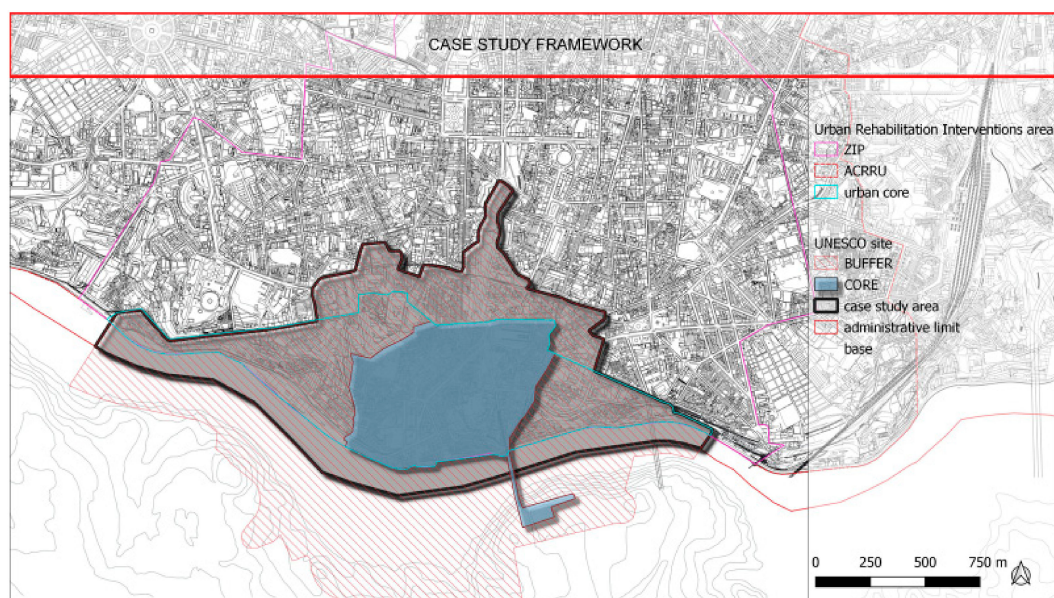 CASE STUDY FRAMEWORK
Urban Rehabilitation Interventions area
ZIP
ACRRU
urban core
UNESCO site
BUFFER
CORE
case study area
administrative limit
base
0 250 500 750 m